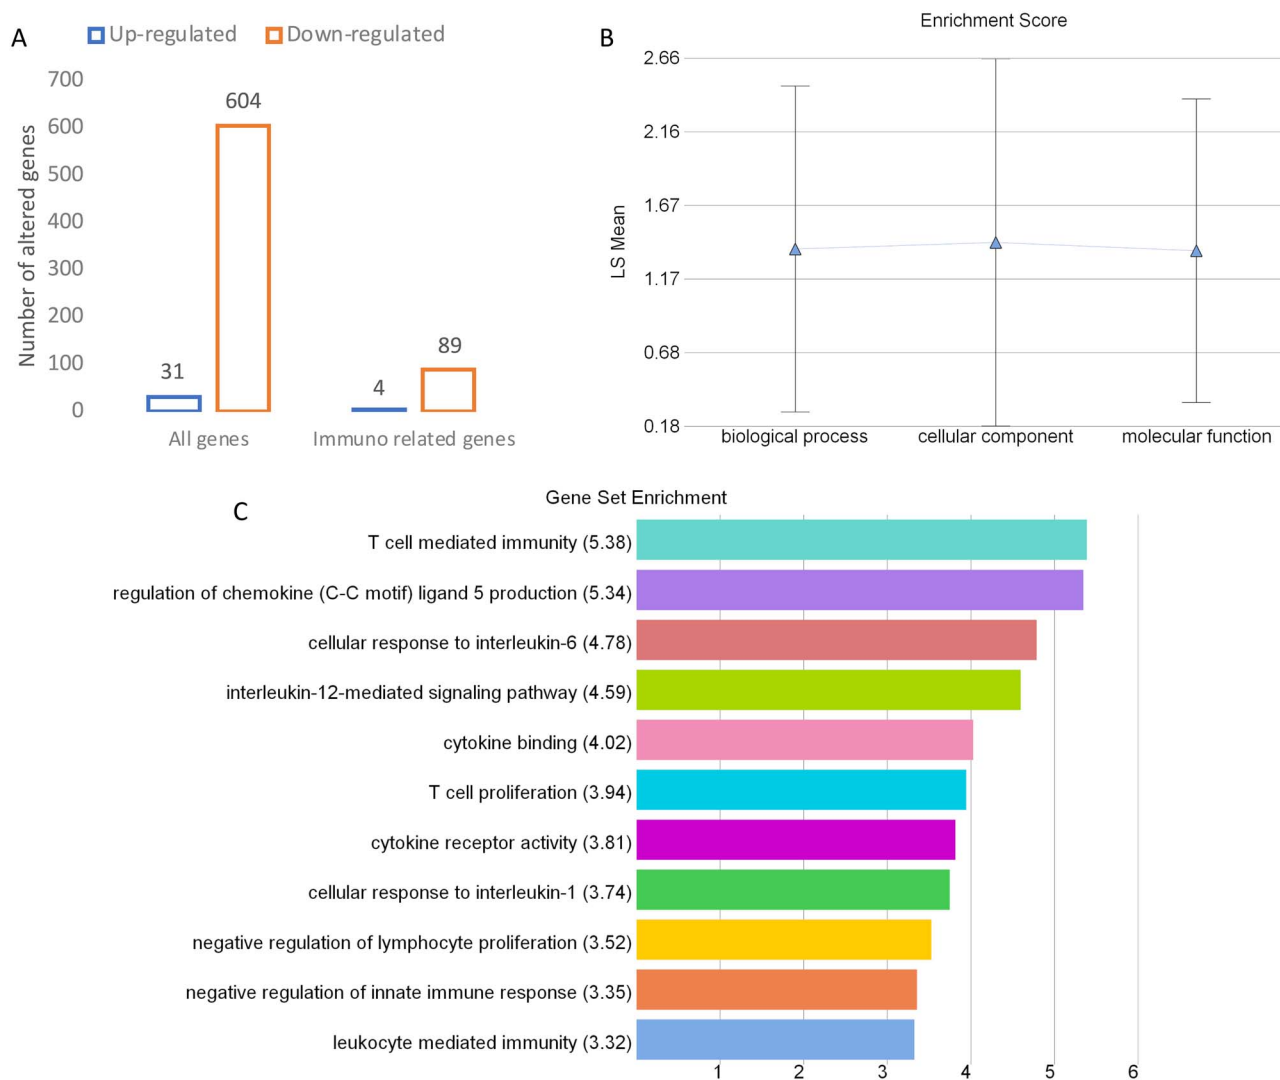 A
Up-regulated
Down-regulated
Number of altered genes
700
600
500
400
300
200
100
0
31
604
4
89
All genes
Immuno related genes
B
Enrichment Score
LS Mean
2.66
2.16
1.67
1.17
0.68
0.18
biological process
cellular component
molecular function
C
Gene Set Enrichment
T cell mediated immunity (5.38)
regulation of chemokine (C-C motif) ligand 5 production (5.34)
cellular response to interleukin-6 (4.78)
interleukin-12-mediated signaling pathway (4.59)
cytokine binding (4.02)
T cell proliferation (3.94)
cytokine receptor activity (3.81)
cellular response to interleukin-1 (3.74)
negative regulation of lymphocyte proliferation (3.52)
negative regulation of innate immune response (3.35)
leukocyte mediated immunity (3.32)
1 2 3 4 5 6